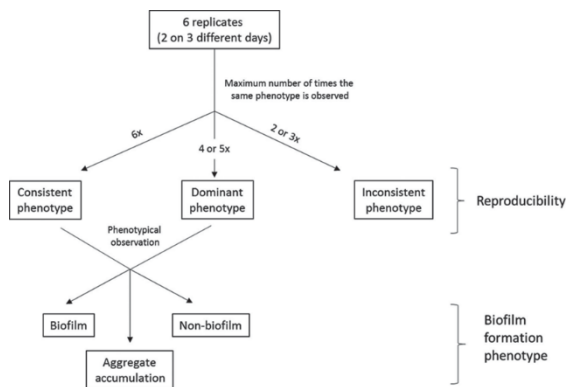 6 replicates
(2 on 3 different days)
Maximum number of times the
same phenotype is observed
6x
4 or 5x
2 or 3x
Consistent
phenotype
Dominant
phenotype
Inconsistent
phenotype
Reproducibility
Phenotypical
observation
Biofilm
Non-biofilm
Aggregate
accumulation
Biofilm
formation
phenotype